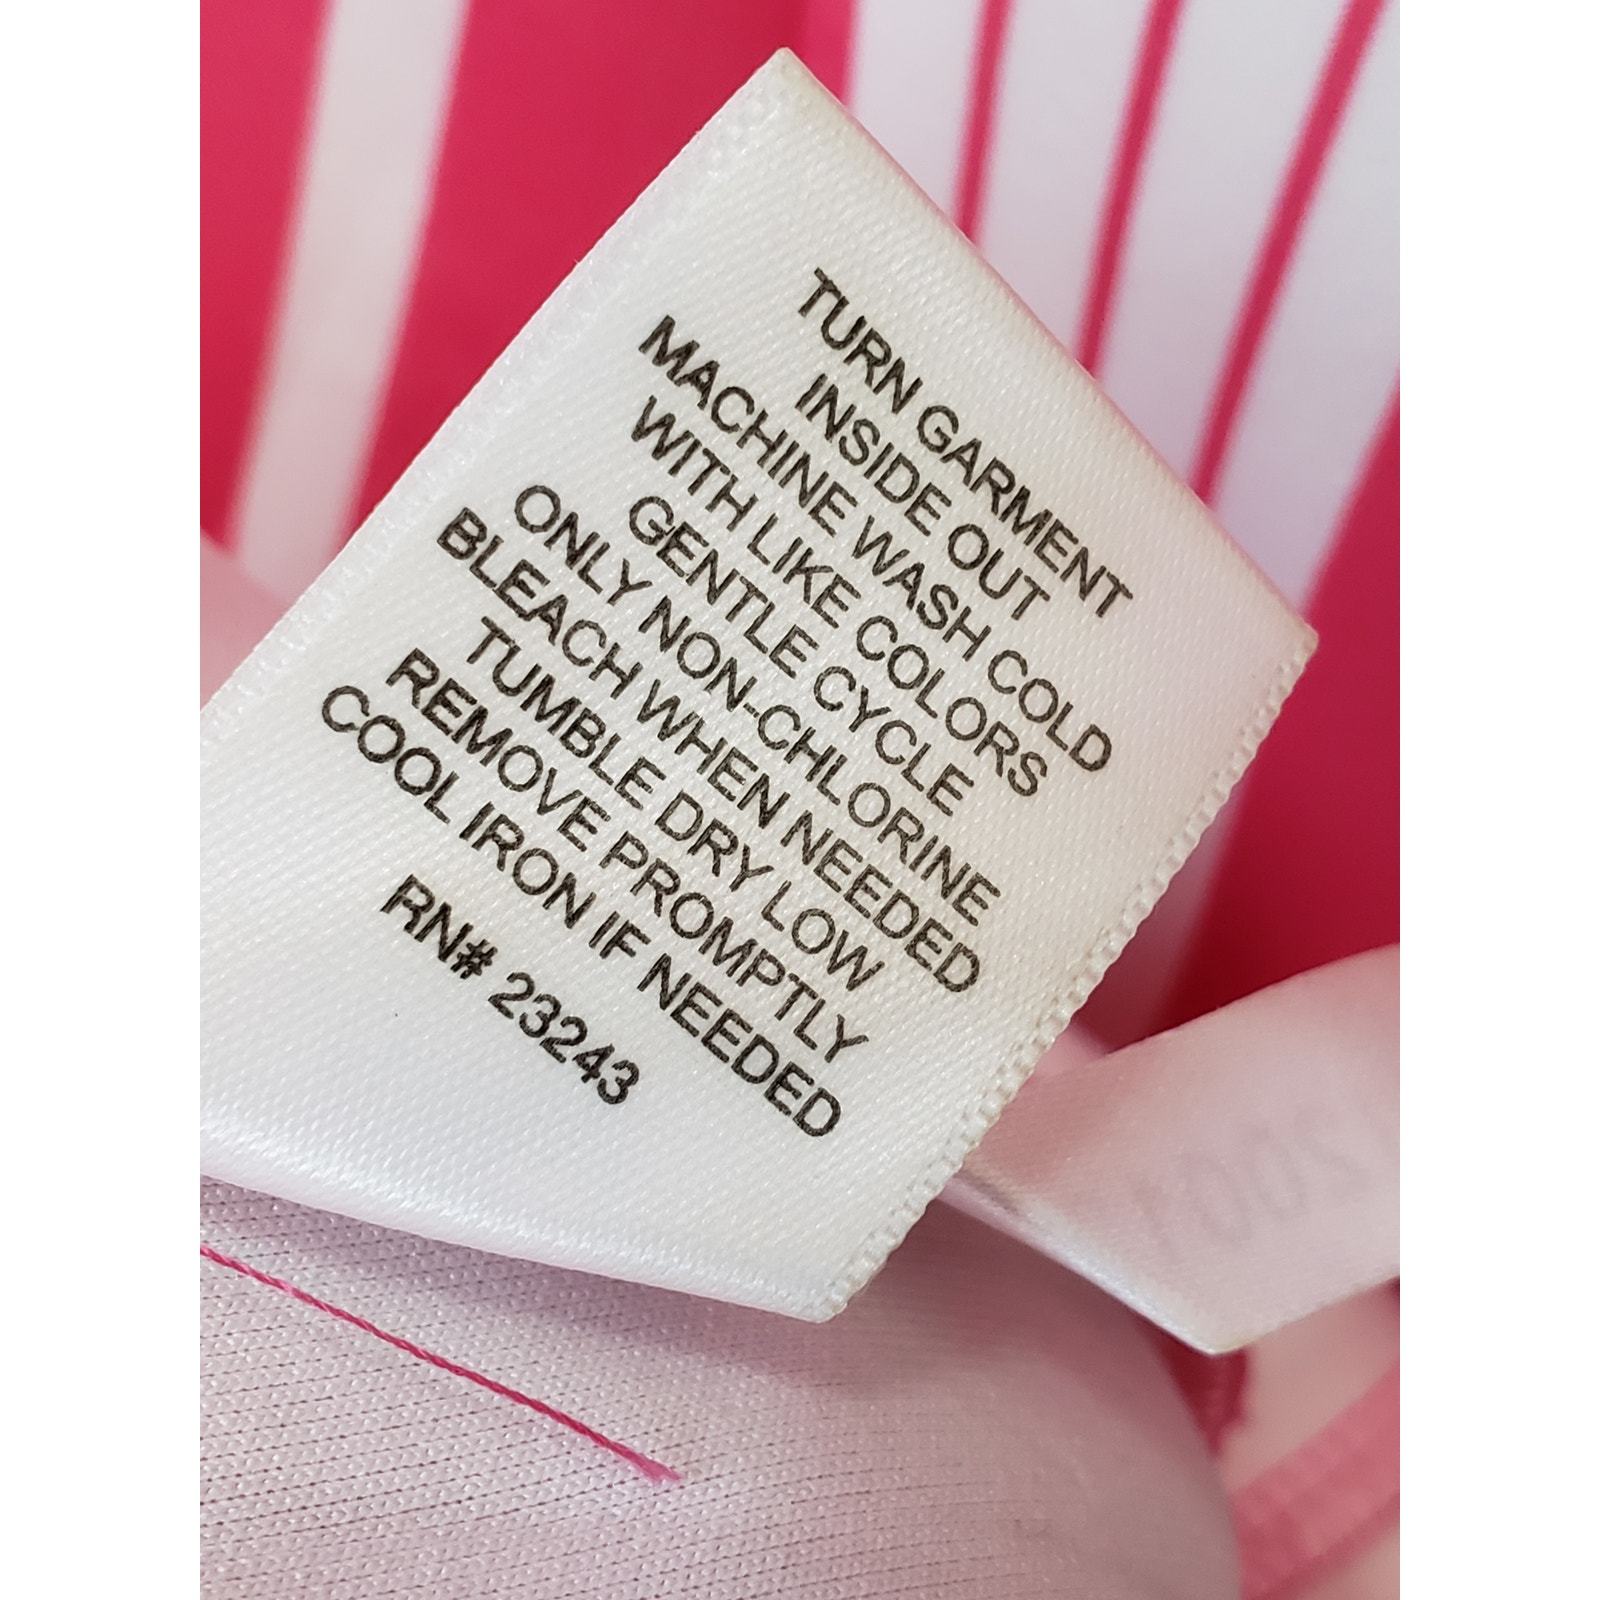 TURN GARMENT
INSIDE OUT
MACHINE WASH COLD
WITH LIKE COLORS
GENTLE CYCLE
ONLY NON-CHLORINE
BLEACH WHEN NEEDED
TUMBLE DRY LOW
REMOVE PROMPTLY
COOL IRON IF NEEDED
RN# 23243